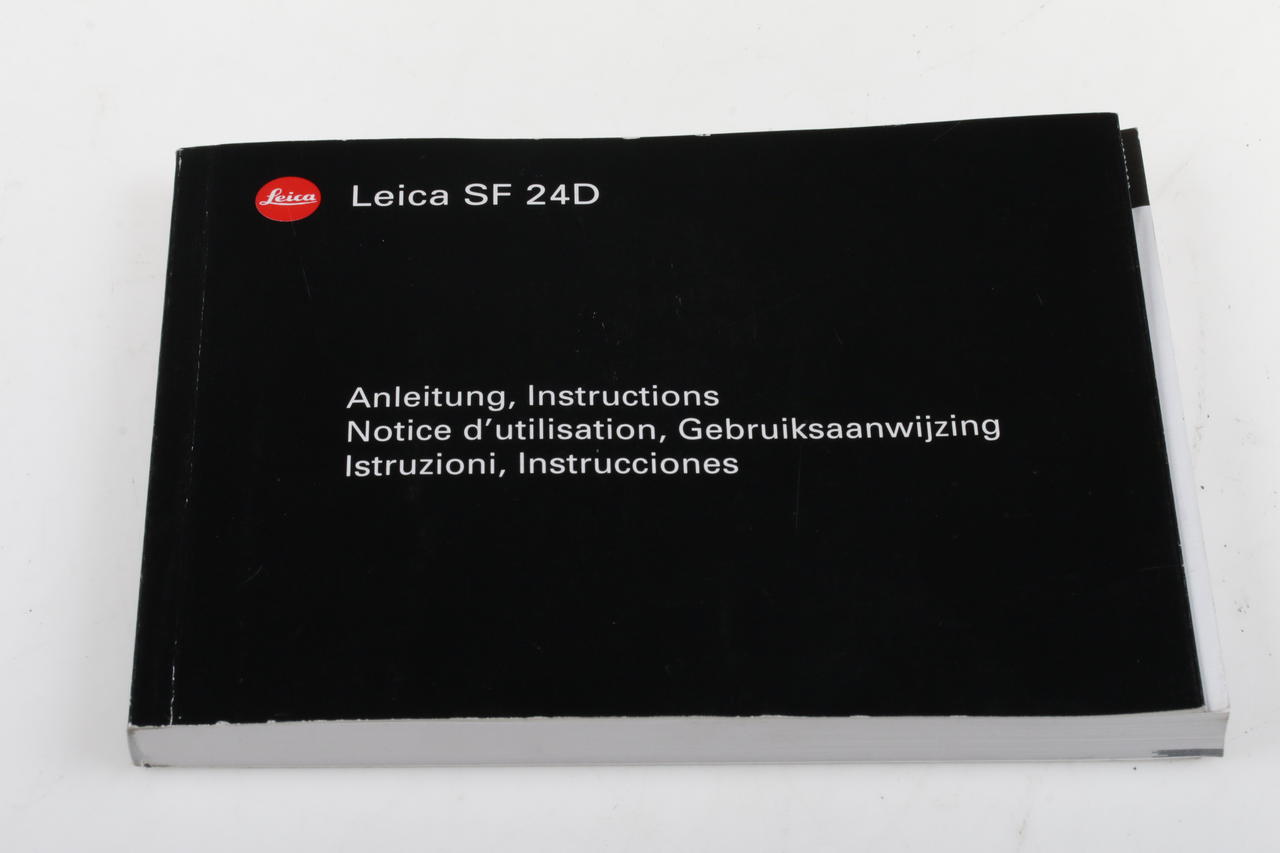 Leica
Leica SF 24D
Anleitung, Instructions
Notice d'utilisation, Gebruiksaanwijzing
Istruzioni, Instrucciones